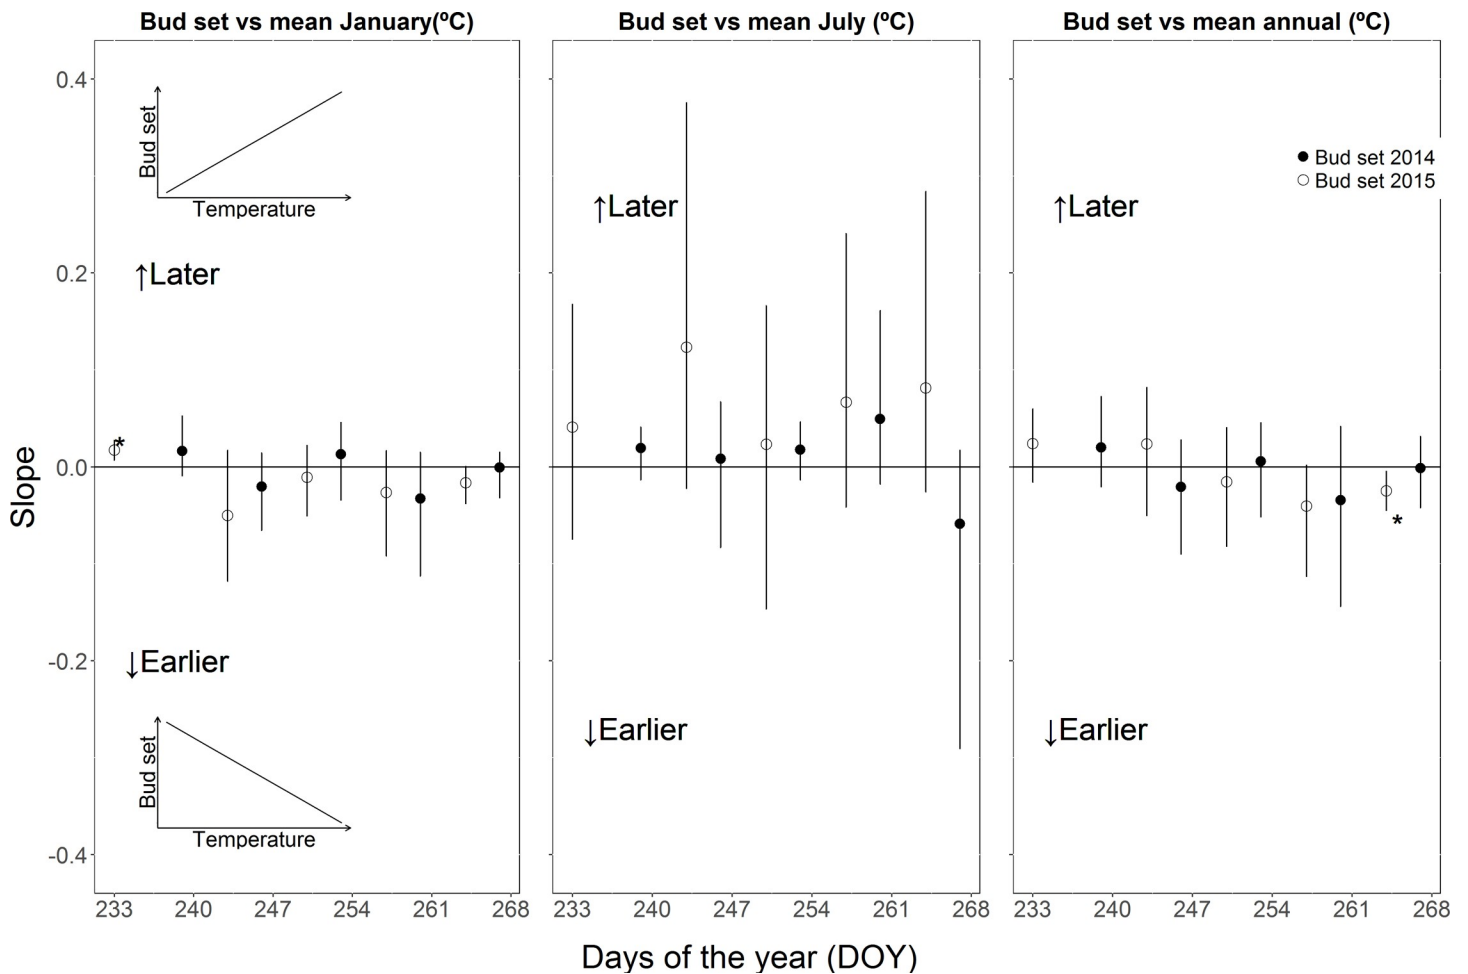 Bud set vs mean January(ºC)
Bud set vs mean July (ºC)
Bud set vs mean annual (ºC)
Slope
0.4
0.2
0.0
-0.2
-0.4
Bud set
Temperature
↑Later
*
↓Earlier
Bud set
Temperature
↑Later
↓Earlier
Bud set 2014
Bud set 2015
↑Later
*
↓Earlier
233 240 247 254 261 268
233 240 247 254 261 268
233 240 247 254 261 268
Days of the year (DOY)